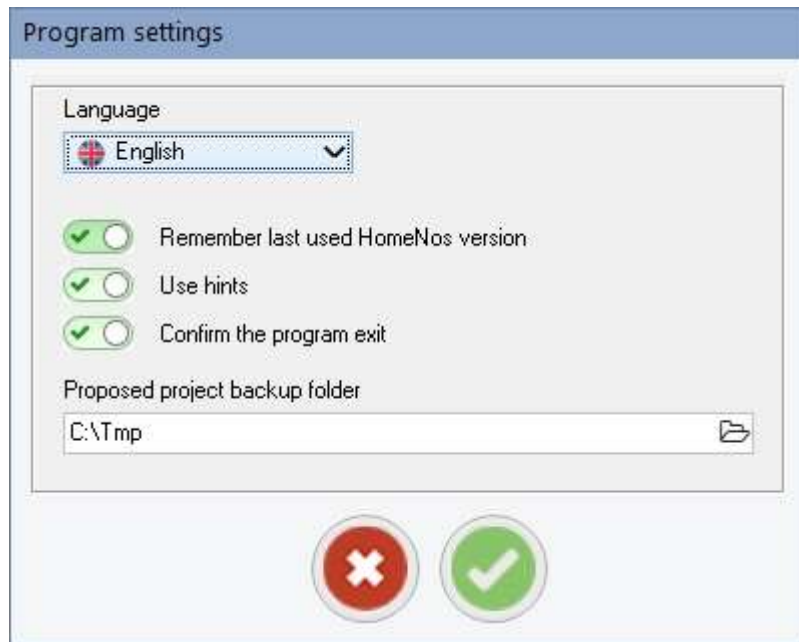 Program settings
Language
English
Remember last used HomeNos version
Use hints
Confirm the program exit
Proposed project backup folder
C:\Tmp